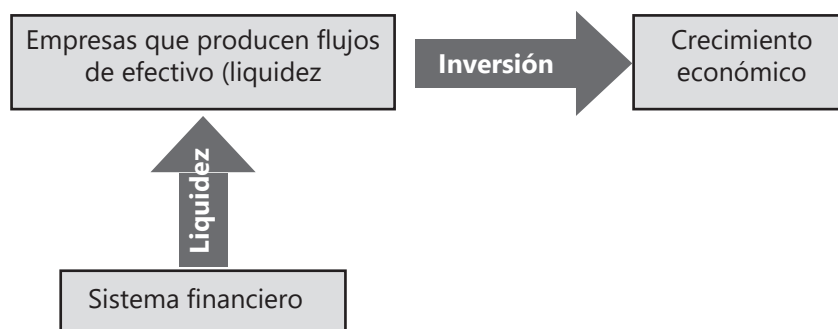 Empresas que producen flujos
de efectivo (liquidez
Inversión
Crecimiento
económico
Liquidez
Sistema financiero